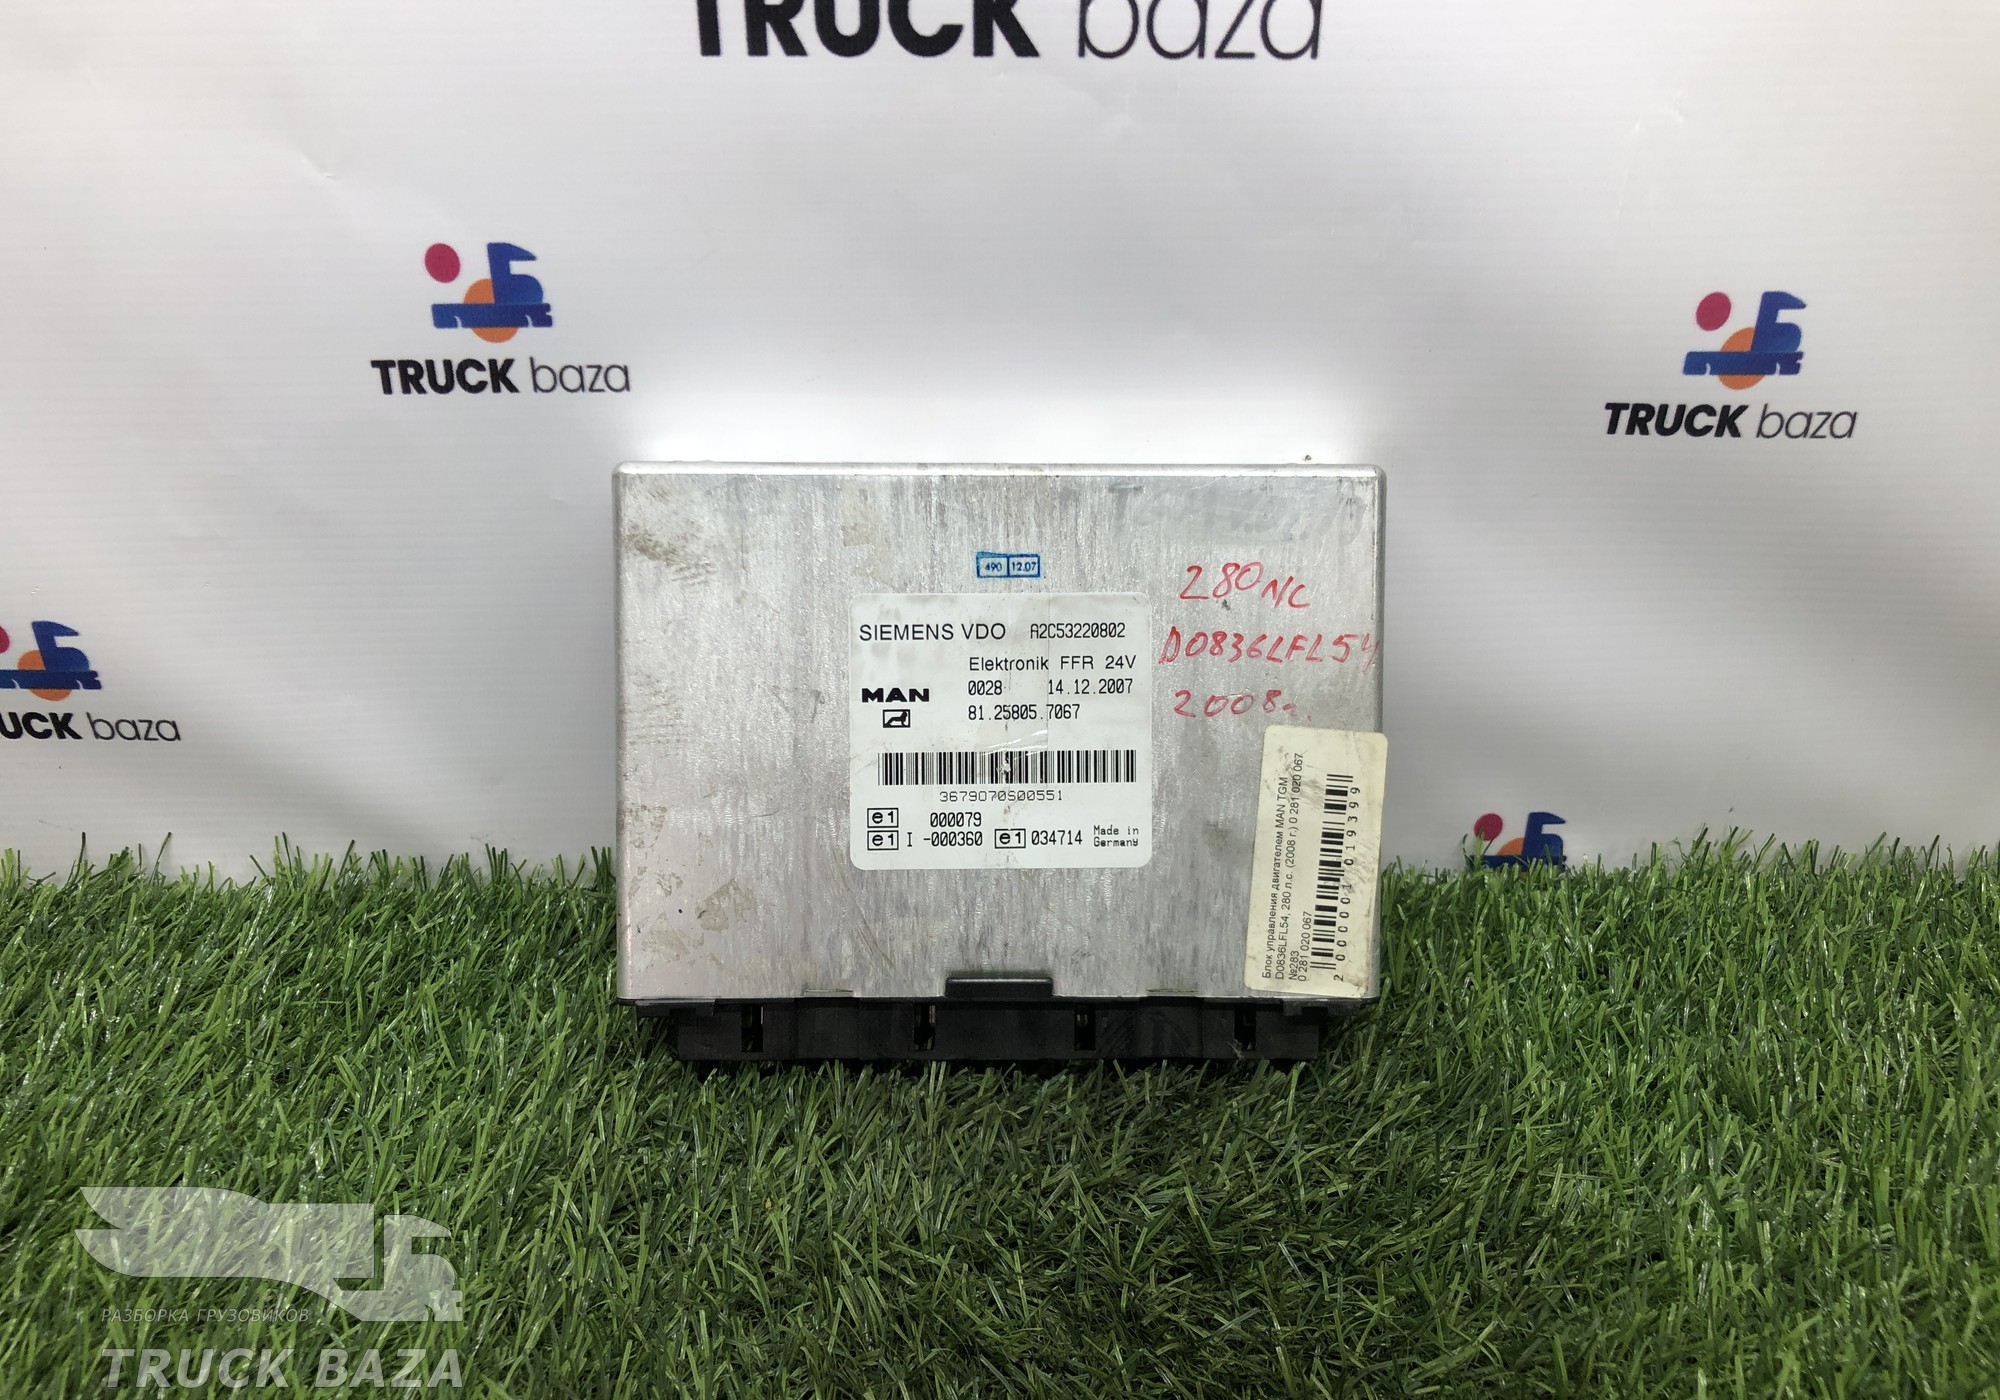 TRUCK baza
TRUCK baza
TRUCK baza
UCK baza
490 12.07
SIEMENS VDO A2C53220802
Elektronik FFR 24V
MAN 0028 14.12.2007
81.25805.7067
3679070S00551
e1 000079
e1 I -000360 e1 034714 Made in Germany
280 лс
D0836LFL54
2008г.
Блок управления двигателем MAN TGM
D0836LFL54, 280 л.с. (2008 г.) 0 281 020 067
№283
0 281 020 067
2000001019399
РАЗБОРКА ГРУЗОВИКОВ
TRUCK BAZA